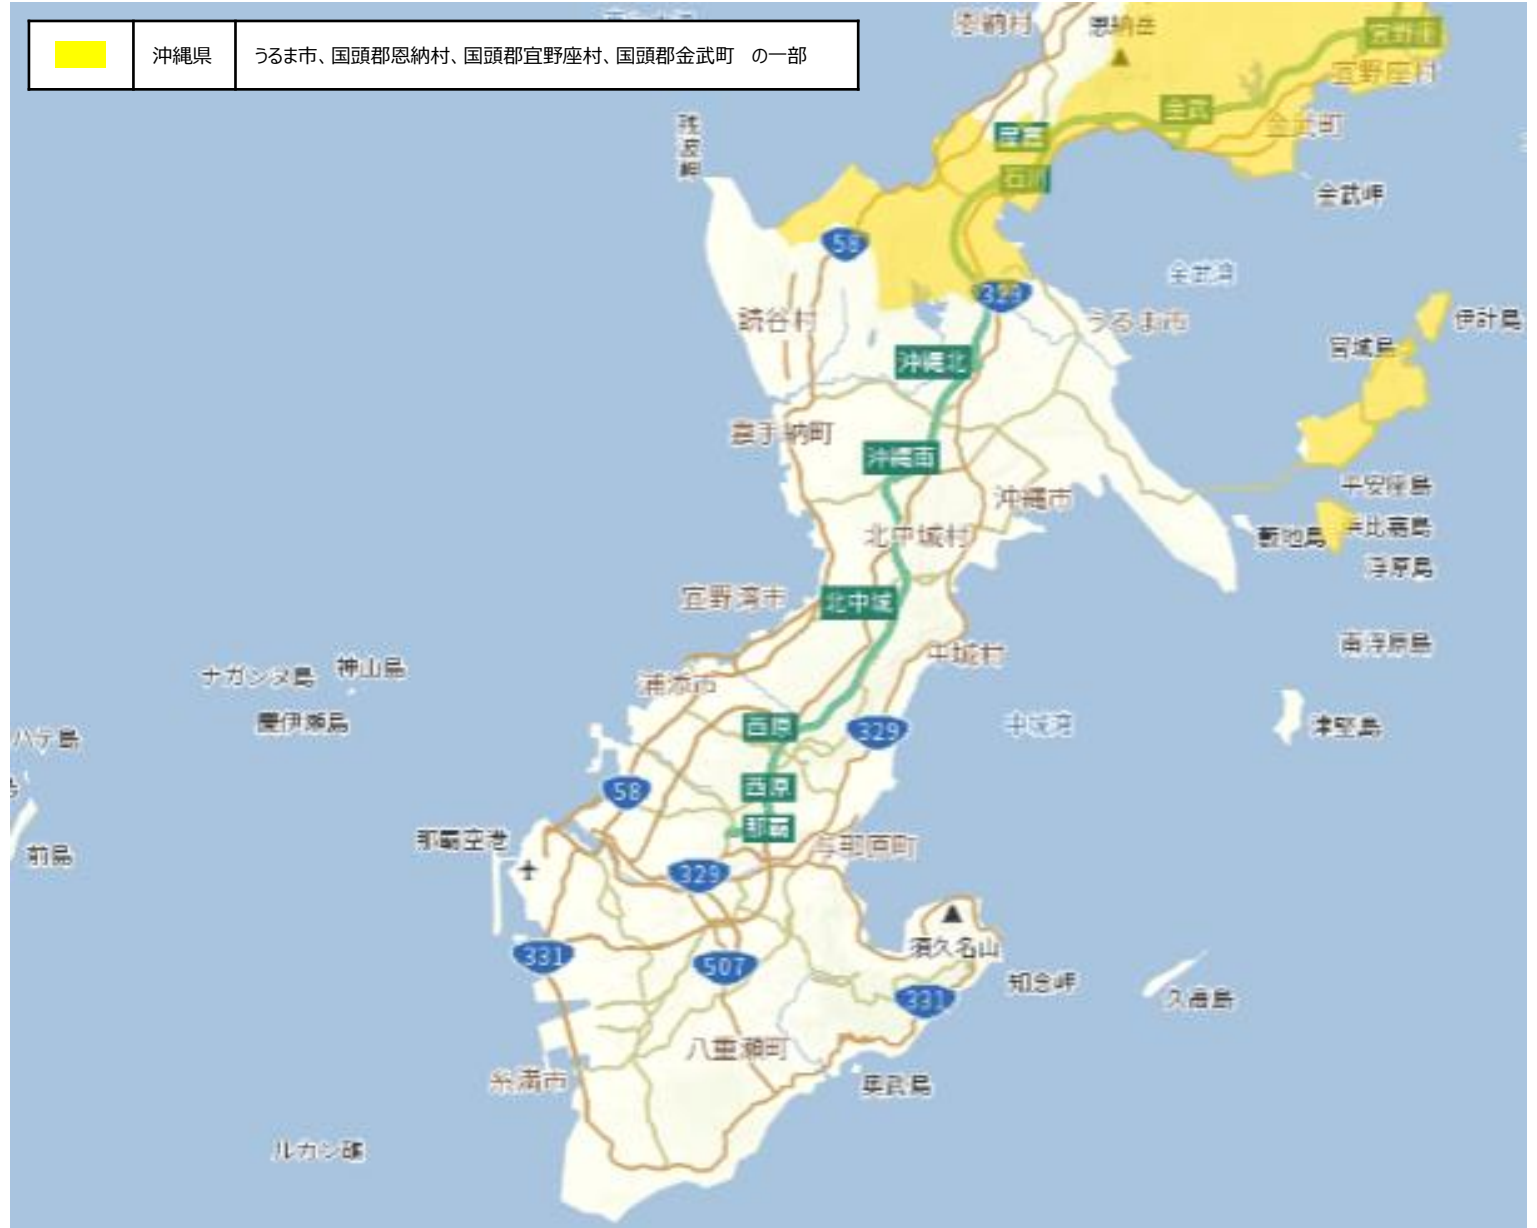 沖縄県 うるま市、国頭郡恩納村、国頭郡宜野座村、国頭郡金武町 の一部
恩納村
恩納岳
宜野座
宜野座村
金武
金武町
残波岬
屋嘉
石川
金武岬
58
金武湾
329
読谷村
うるま市
伊計島
宮城島
沖縄北
嘉手納町
沖縄南
沖縄市
平安座島
北中城村
藪地島
浜比嘉島
浮原島
宜野湾市
北中城
南浮原島
中城村
ナガンヌ島
神山島
浦添市
慶伊瀬島
西原
329
中城湾
津堅島
ハテ島
58
西原
那覇
那覇空港
与那原町
前島
329
須久名山
331
507
知念岬
331
久高島
八重瀬町
糸満市
奥武島
ルカン礁